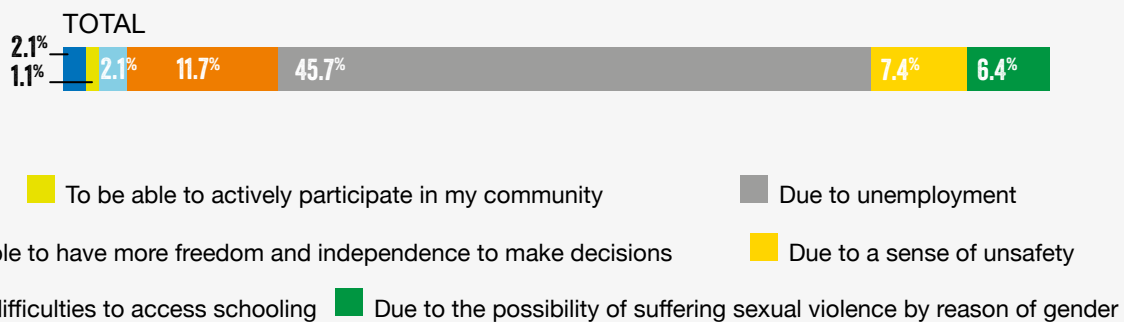 TOTAL
2.1%
1.1%
2.1% 11.7% 45.7% 7.4% 6.4%
To be able to actively participate in my community Due to unemployment
to have more freedom and independence to make decisions Due to a sense of unsafety
difficulties to access schooling Due to the possibility of suffering sexual violence by reason of gender